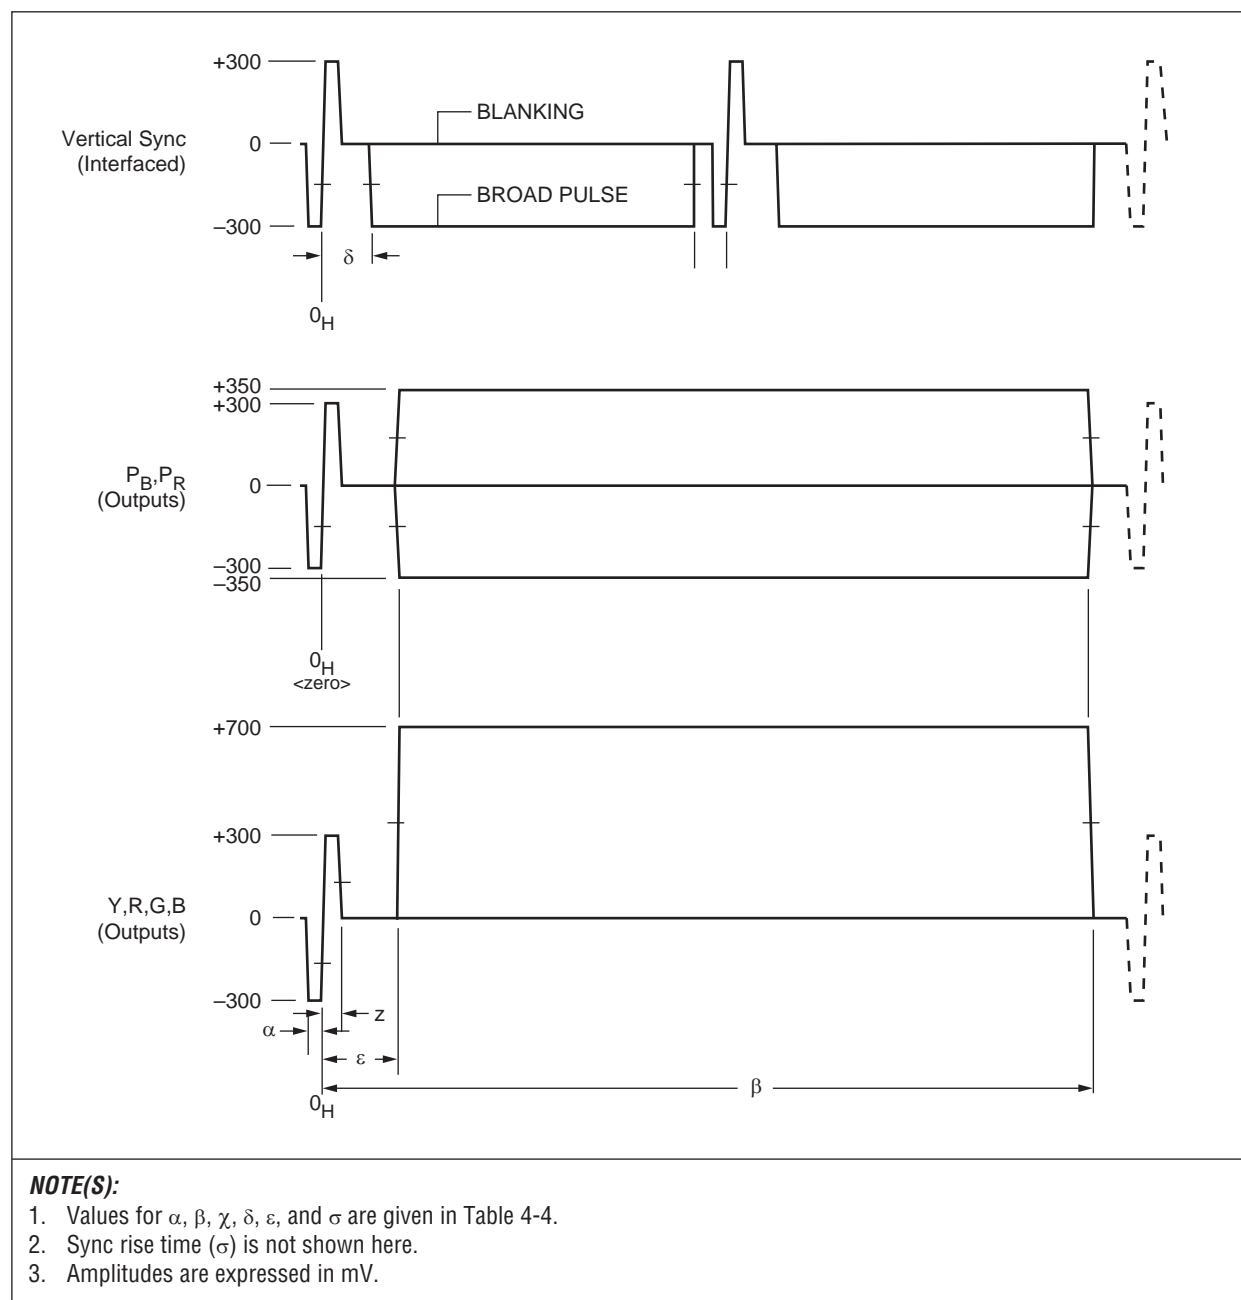 +300
BLANKING
Vertical Sync
(Interfaced)
0
BROAD PULSE
–300
δ
0H
+350
+300
PB,PR
(Outputs)
0
–300
–350
0H
<zero>
+700
+300
Y,R,G,B
(Outputs)
0
–300
z
α
ε
β
0H
NOTE(S):
1. Values for α, β, χ, δ, ε, and σ are given in Table 4-4.
2. Sync rise time (σ) is not shown here.
3. Amplitudes are expressed in mV.